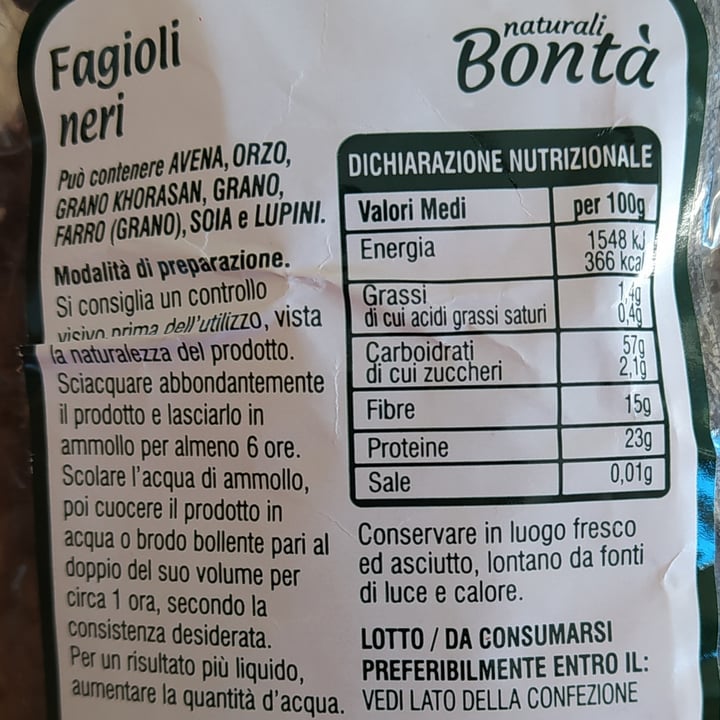 Fagioli
neri
Può contenere AVENA, ORZO,
GRANO KHORASAN, GRANO,
FARRO (GRANO), SOIA e LUPINI.
Modalità di preparazione.
Si consiglia un controllo
visivo prima dell'utilizzo, vista
la naturalezza del prodotto.
Sciacquare abbondantemente
il prodotto e lasciarlo in
ammollo per almeno 6 ore.
Scolare l'acqua di ammollo,
poi cuocere il prodotto in
acqua o brodo bollente pari al
doppio del suo volume per
circa 1 ora, secondo la
consistenza desiderata.
Per un risultato più liquido,
aumentare la quantità d'acqua.
naturali
Bontà
DICHIARAZIONE NUTRIZIONALE
Valori Medi per 100g
Energia 1548 kJ
366 kcal
Grassi 1,4g
di cui acidi grassi saturi 0,4g
Carboidrati 57g
di cui zuccheri 2,1g
Fibre 15g
Proteine 23g
Sale 0,01g
Conservare in luogo fresco
ed asciutto, lontano da fonti
di luce e calore.
LOTTO / DA CONSUMARSI
PREFERIBILMENTE ENTRO IL:
VEDI LATO DELLA CONFEZIONE